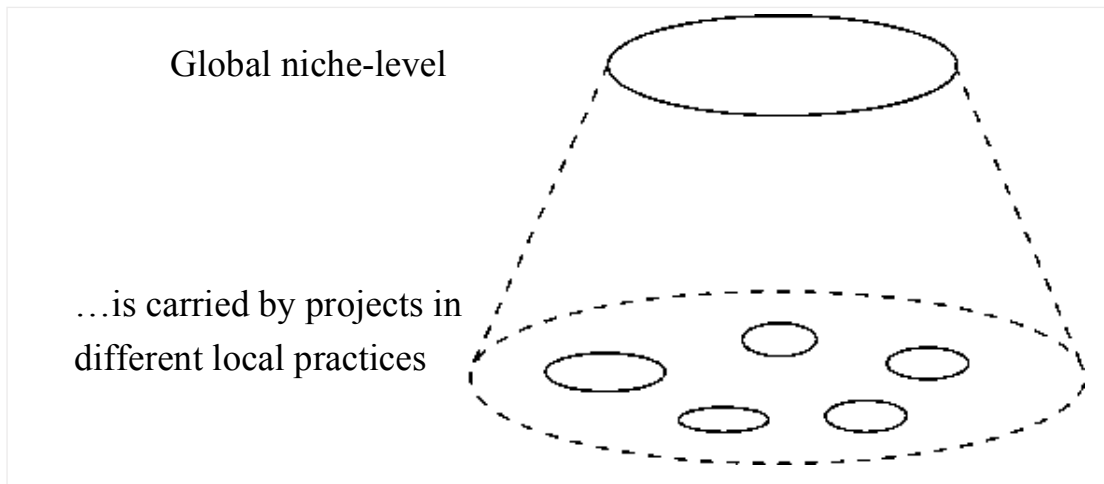 Global niche-level
…is carried by projects in
different local practices